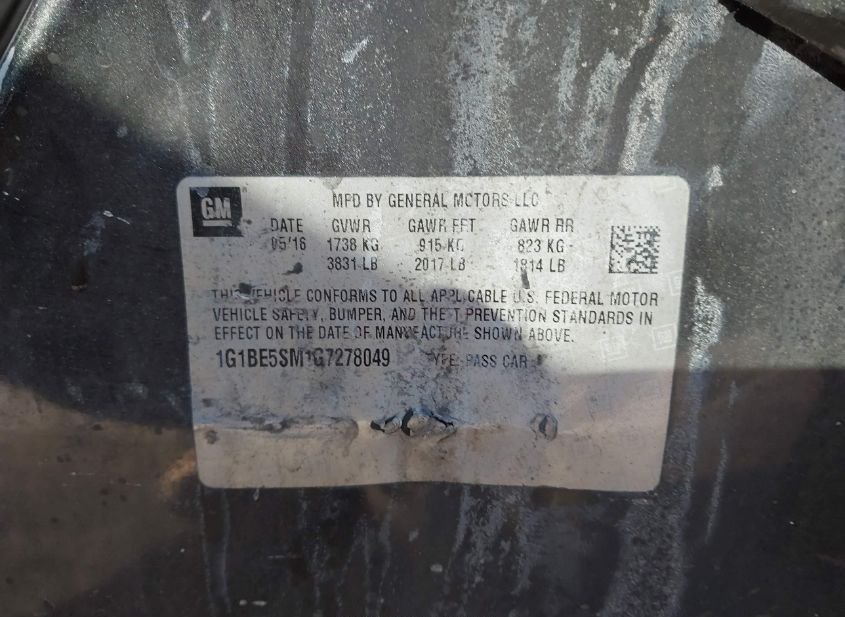 GM
MFD BY GENERAL MOTORS LLC
DATE GVWR GAWR FRT GAWR RR
05/16 1738 KG 915 KG 823 KG
3831 LB 2017 LB 1814 LB
THIS VEHICLE CONFORMS TO ALL APPLICABLE U.S. FEDERAL MOTOR
VEHICLE SAFETY, BUMPER, AND THEFT PREVENTION STANDARDS IN
EFFECT ON THE DATE OF MANUFACTURE SHOWN ABOVE.
1G1BE5SM1G7278049 TYPE: PASS CAR